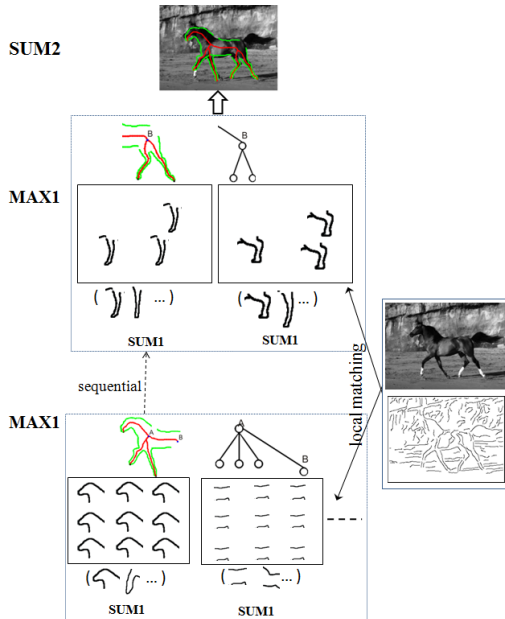 SUM2
B
B
MAX1
( ... )
( ... )
SUM1
SUM1
sequential
local matching
MAX1
A
B
A
B
( ... )
( ... )
SUM1
SUM1